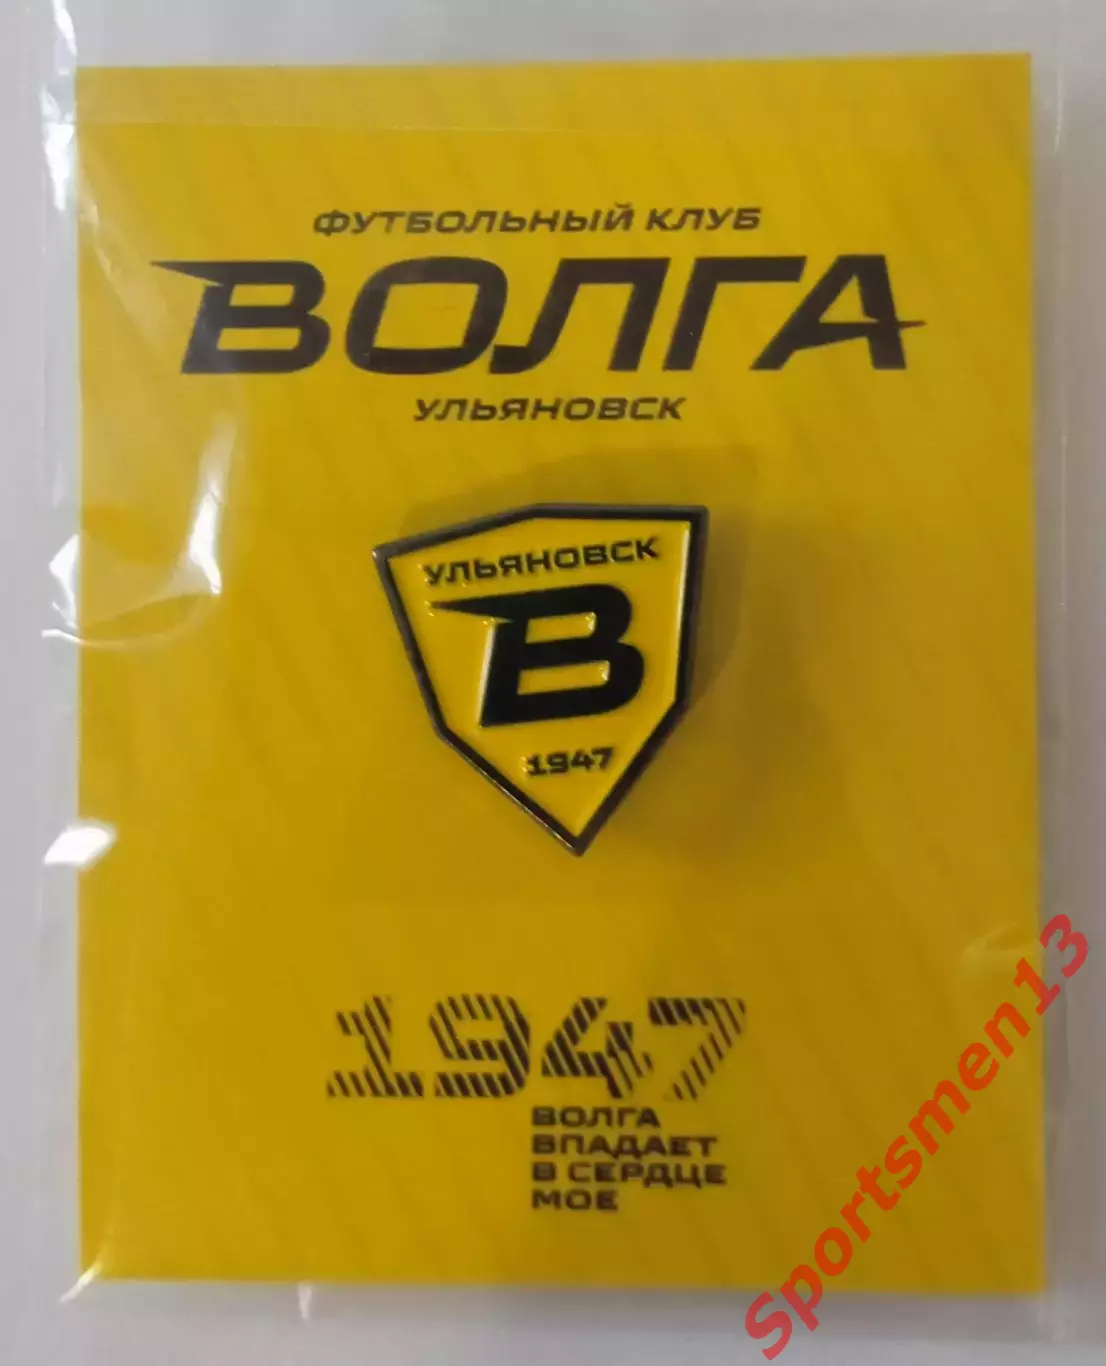 ФУТБОЛЬНЫЙ КЛУБ
ВОЛГА
УЛЬЯНОВСК
УЛЬЯНОВСК
В
1947
1947
ВОЛГА
ВПАДАЕТ
В СЕРДЦЕ
МОЕ
Sportsmen13